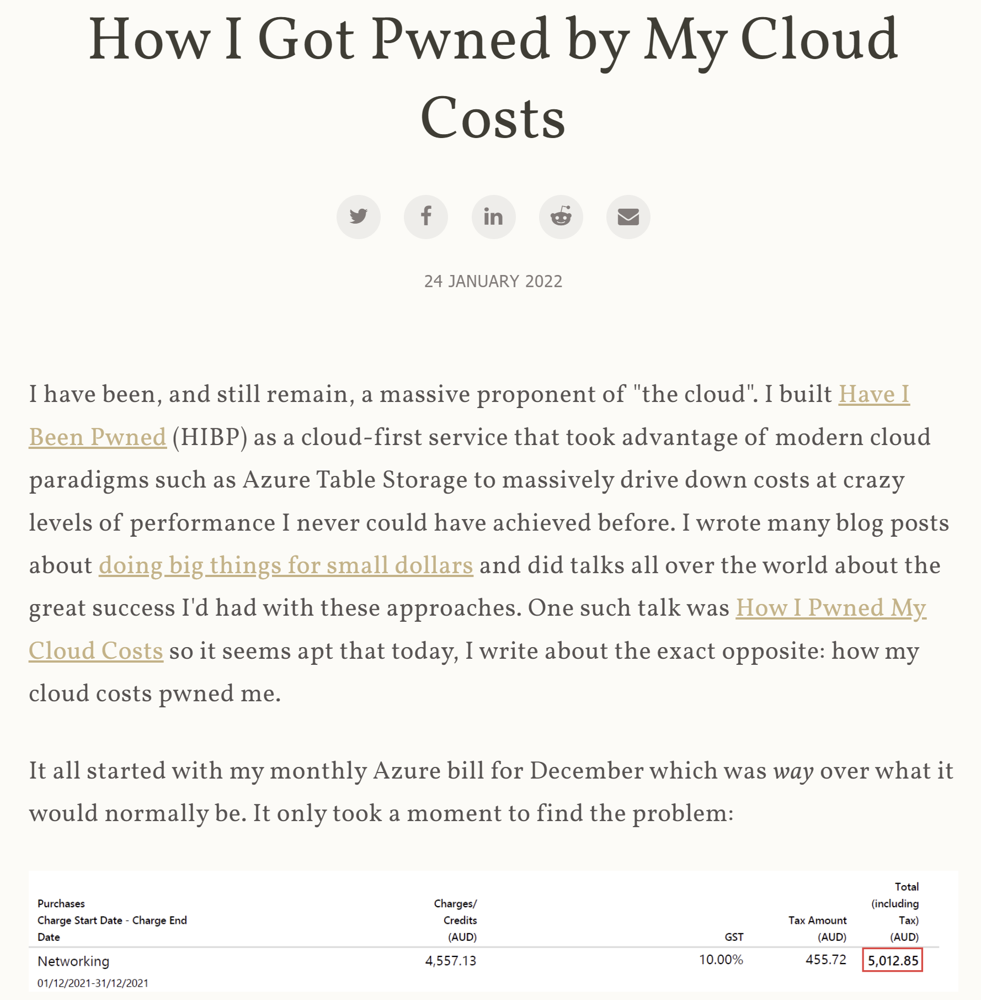 How I Got Pwned by My Cloud
Costs
24 JANUARY 2022
I have been, and still remain, a massive proponent of "the cloud". I built Have I
Been Pwned (HIBP) as a cloud-first service that took advantage of modern cloud
paradigms such as Azure Table Storage to massively drive down costs at crazy
levels of performance I never could have achieved before. I wrote many blog posts
about doing big things for small dollars and did talks all over the world about the
great success I'd had with these approaches. One such talk was How I Pwned My
Cloud Costs so it seems apt that today, I write about the exact opposite: how my
cloud costs pwned me.
It all started with my monthly Azure bill for December which was way over what it
would normally be. It only took a moment to find the problem:
Purchases
Charge Start Date - Charge End
Date
Charges/
Credits
(AUD)
GST
Tax Amount
(AUD)
Total
(including
Tax)
(AUD)
Networking 4,557.13 10.00% 455.72 5,012.85
01/12/2021-31/12/2021